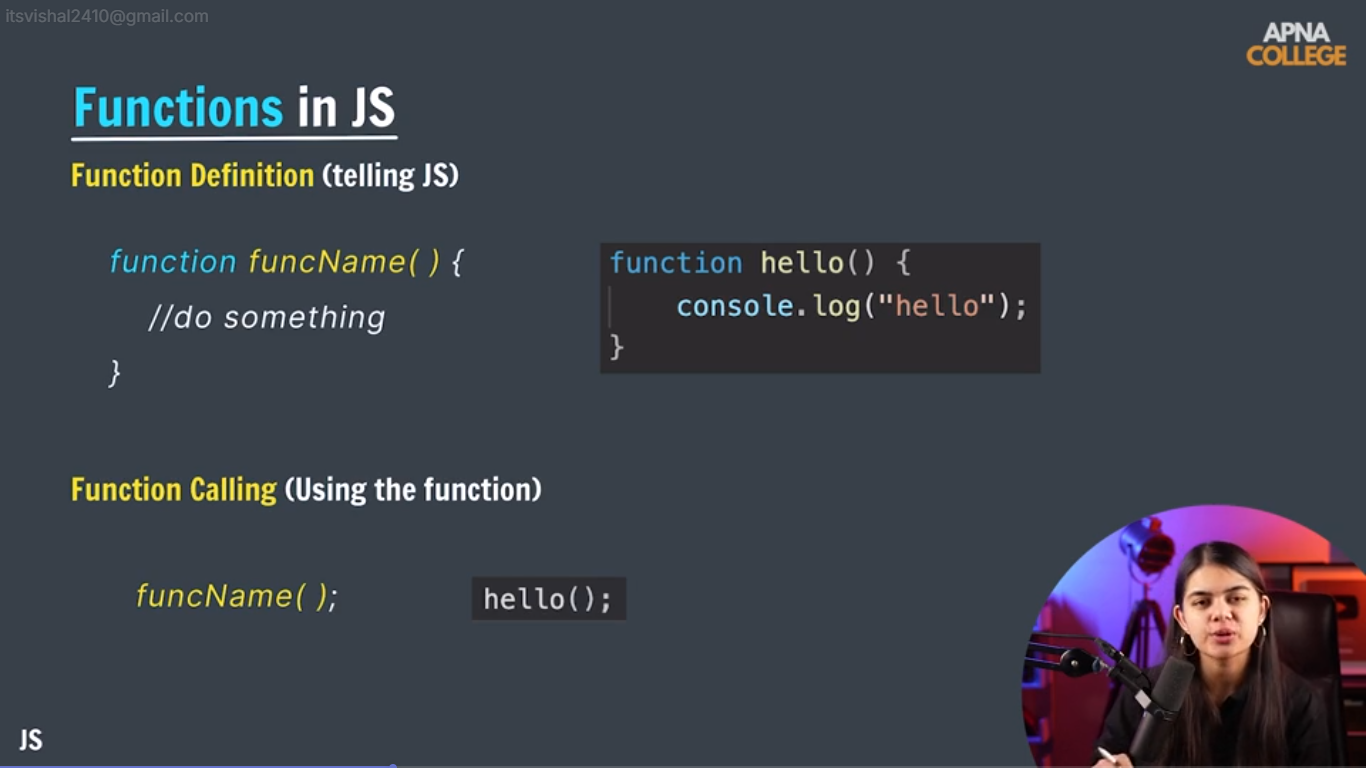 itsvishal2410@gmail.com
APNA
COLLEGE
Functions in JS
Function Definition (telling JS)
function funcName( ) {
//do something
}
function hello() {
console.log("hello");
}
Function Calling (Using the function)
funcName( );
hello();
JS